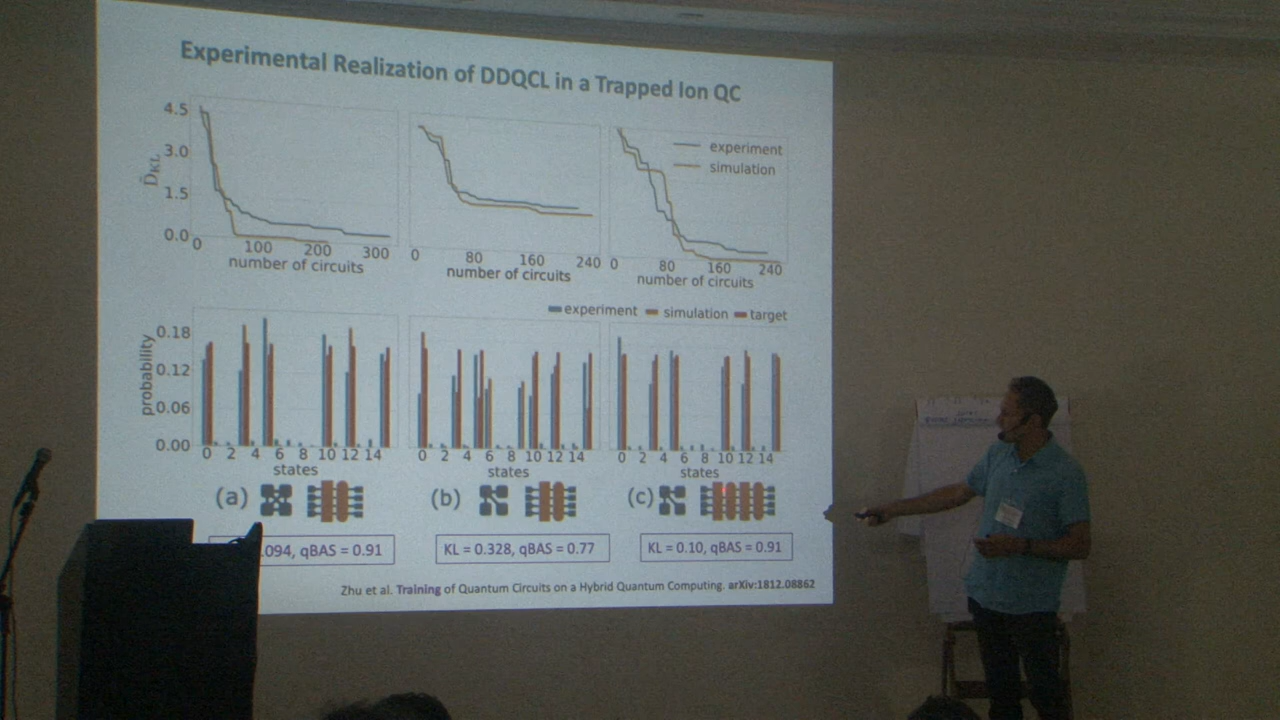 Experimental Realization of DDQCL in a Trapped Ion QC
4.5
3.0
1.5
0.0
D̄KL
0 100 200 300
number of circuits
0 80 160 240
number of circuits
experiment
simulation
0 80 160 240
number of circuits
experiment simulation target
0.18
0.12
0.06
0.00
probability
0 2 4 6 8 10 12 14
states
0 2 4 6 8 10 12 14
states
0 2 4 6 8 10 12 14
states
(a)
(b)
(c)
.094, qBAS = 0.91
KL = 0.328, qBAS = 0.77
KL = 0.10, qBAS = 0.91
Zhu et al. Training of Quantum Circuits on a Hybrid Quantum Computing. arXiv:1812.08862